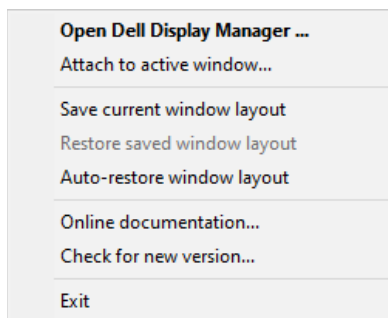 Open Dell Display Manager ...
Attach to active window...
Save current window layout
Restore saved window layout
Auto-restore window layout
Online documentation...
Check for new version...
Exit